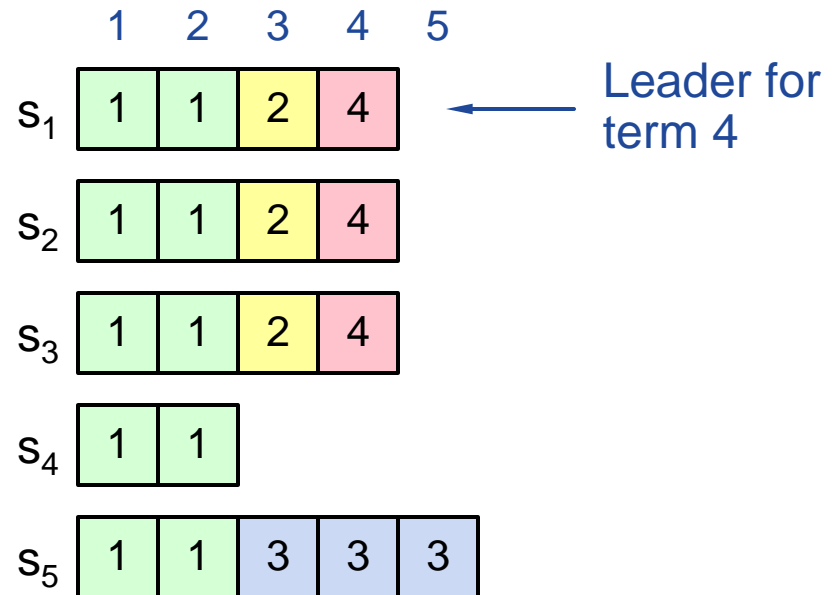 1 2 3 4 5
s₁ 1 1 2 4 Leader for
term 4
s₂ 1 1 2 4
s₃ 1 1 2 4
s₄ 1 1
s₅ 1 1 3 3 3